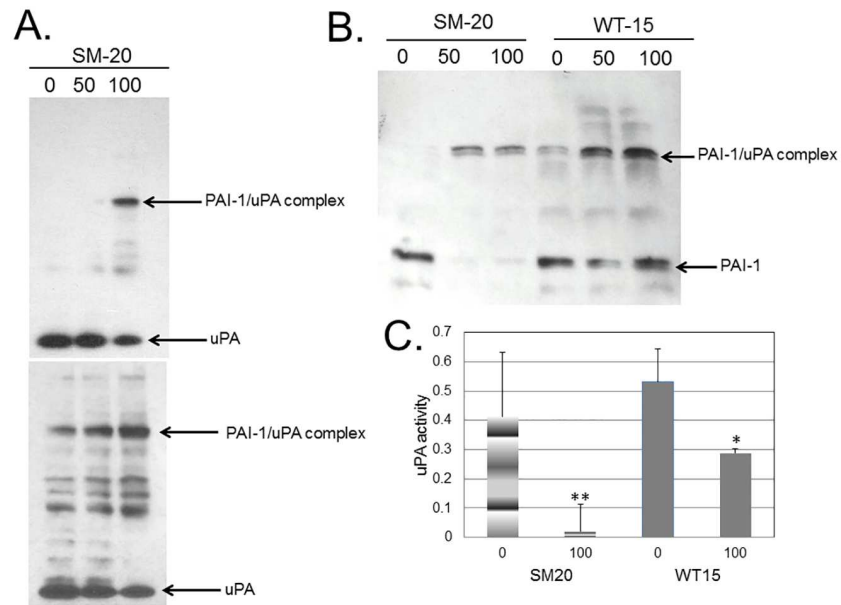 A.
SM-20
0 50 100
PAI-1/uPA complex
uPA
PAI-1/uPA complex
uPA
B.
SM-20 WT-15
0 50 100 0 50 100
PAI-1/uPA complex
PAI-1
C.
uPA activity
0.7
0.6
0.5
0.4
0.3
0.2
0.1
0
**
*
0 100 0 100
SM20 WT15